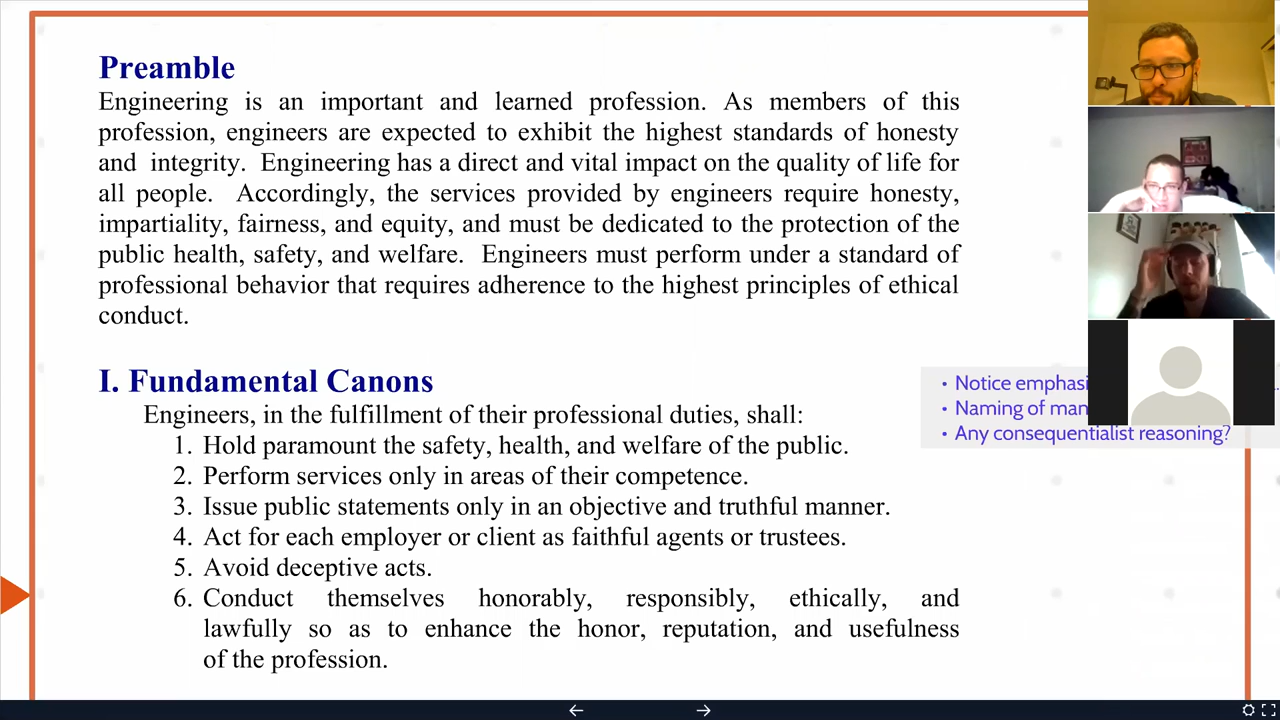 Preamble
Engineering is an important and learned profession. As members of this
profession, engineers are expected to exhibit the highest standards of honesty
and integrity. Engineering has a direct and vital impact on the quality of life for
all people. Accordingly, the services provided by engineers require honesty,
impartiality, fairness, and equity, and must be dedicated to the protection of the
public health, safety, and welfare. Engineers must perform under a standard of
professional behavior that requires adherence to the highest principles of ethical
conduct.
I. Fundamental Canons
Engineers, in the fulfillment of their professional duties, shall:
1. Hold paramount the safety, health, and welfare of the public.
2. Perform services only in areas of their competence.
3. Issue public statements only in an objective and truthful manner.
4. Act for each employer or client as faithful agents or trustees.
5. Avoid deceptive acts.
6. Conduct themselves honorably, responsibly, ethically, and
lawfully so as to enhance the honor, reputation, and usefulness
of the profession.
• Notice
• Naming of
• Any consequentialist reasoning?